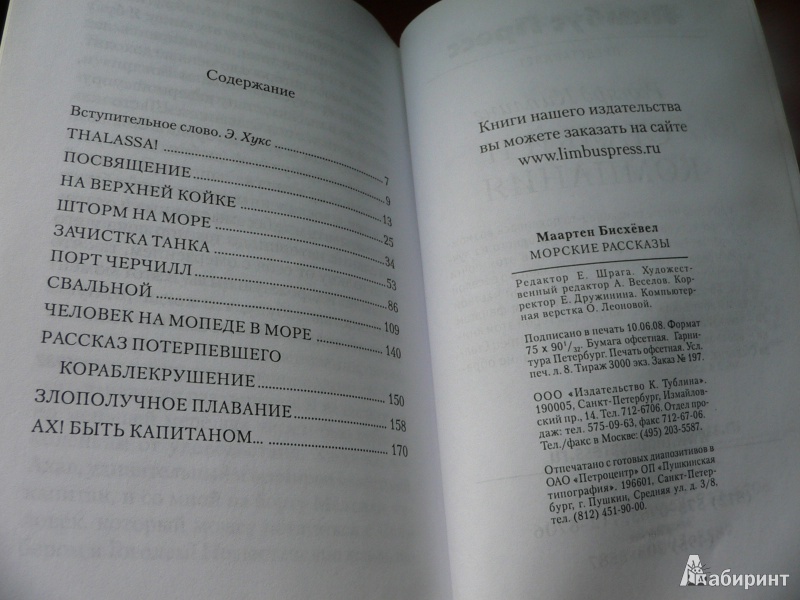 Содержание
Вступительное слово. Э. Хукс 7
THALASSA! 9
ПОСВЯЩЕНИЕ 13
НА ВЕРХНЕЙ КОЙКЕ 25
ШТОРМ НА МОРЕ 34
ЗАЧИСТКА ТАНКА 53
ПОРТ ЧЕРЧИЛЛ 86
СВАЛЬНОЙ 109
ЧЕЛОВЕК НА МОПЕДЕ В МОРЕ 140
РАССКАЗ ПОТЕРПЕВШЕГО
КОРАБЛЕКРУШЕНИЕ 150
ЗЛОПОЛУЧНОЕ ПЛАВАНИЕ 158
АХ! БЫТЬ КАПИТАНОМ... 170
Книги нашего издательства
вы можете заказать на сайте
www.limbuspress.ru
Маартен Бисхёвел
МОРСКИЕ РАССКАЗЫ
Редактор Е. Шрага. Художест-
венный редактор А. Веселов. Кор-
ректор Е. Дружинина. Компьютер-
ная верстка О. Леоновой.
Подписано в печать 10.06.08. Формат
75 х 90 1/32. Бумага офсетная. Гарни-
тура Петербург. Печать офсетная. Усл.
печ. л. 8. Тираж 3000 экз. Заказ № 197.
ООО «Издательство К. Тублина».
190005, Санкт-Петербург, Измайлов-
ский пр., 14. Тел. 712-6706. Отдел про-
даж: тел. 575-09-63, факс 712-67-06.
Тел./факс в Москве: (495) 203-5587.
Отпечатано с готовых диапозитивов в
ОАО «Петроцентр» ОП «Пушкинская
типография». 196601, Санкт-Петер-
бург, г. Пушкин, Средняя ул. д. 3/8,
тел. (812) 451-90-00.
Лабиринт